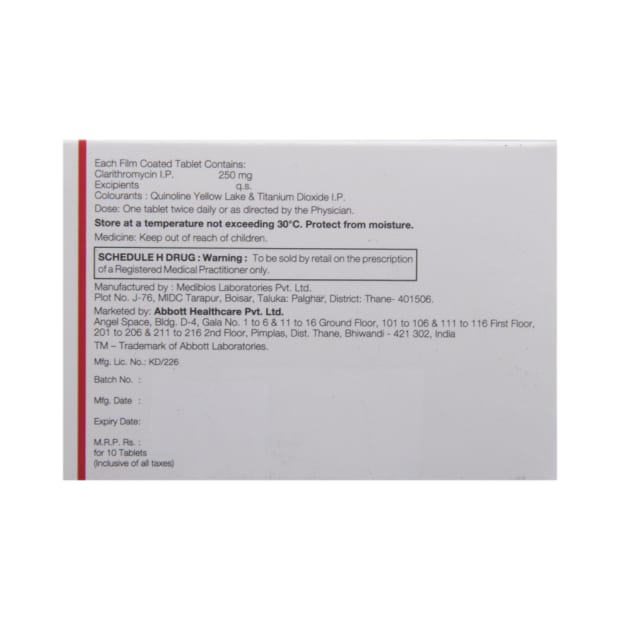 Each Film Coated Tablet Contains:
Clarithromycin I.P. 250 mg
Excipients q.s.
Colourants : Quinoline Yellow Lake & Titanium Dioxide I.P.
Dose: One tablet twice daily or as directed by the Physician.
Store at a temperature not exceeding 30°C. Protect from moisture.
Medicine: Keep out of reach of children.
SCHEDULE H DRUG : Warning : To be sold by retail on the prescription
of a Registered Medical Practitioner only.
Manufactured by : Medibios Laboratories Pvt. Ltd.
Plot No. J-76, MIDC Tarapur, Boisar, Taluka: Palghar, District: Thane- 401506.
Marketed by: Abbott Healthcare Pvt. Ltd.
Angel Space, Bldg. D-4, Gala No. 1 to 6 & 11 to 16 Ground Floor, 101 to 106 & 111 to 116 First Floor,
201 to 206 & 211 to 216 2nd Floor, Pimplas, Dist. Thane, Bhiwandi - 421 302, India
TM – Trademark of Abbott Laboratories.
Mfg. Lic. No.: KD/226
Batch No. :
Mfg. Date :
Expiry Date:
M.R.P. Rs. :
for 10 Tablets
(Inclusive of all taxes)